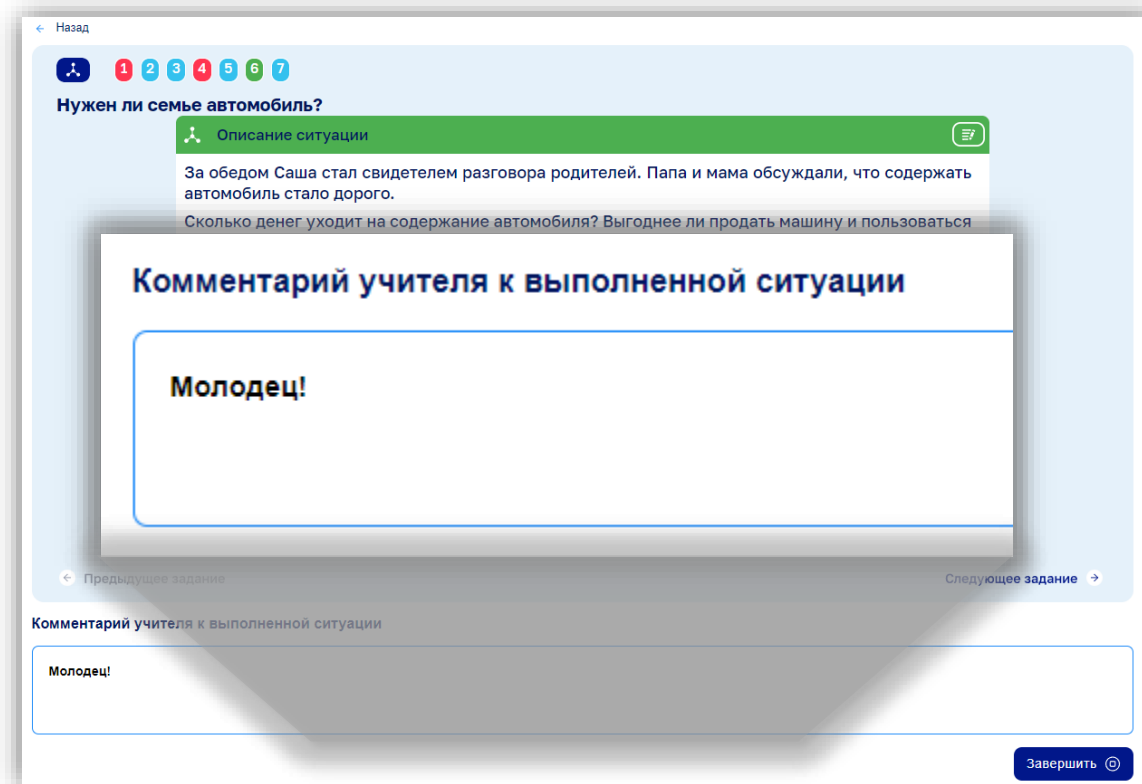 Назад
1 2 3 4 5 6 7
Нужен ли семье автомобиль?
Описание ситуации
За обедом Саша стал свидетелем разговора родителей. Папа и мама обсуждали, что содержать
автомобиль стало дорого.
Сколько денег уходит на содержание автомобиля? Выгоднее ли продать машину и пользоваться
Комментарий учителя к выполненной ситуации
Молодец!
Предыдущее задание
Следующее задание
Комментарий учителя к выполненной ситуации
Молодец!
Завершить